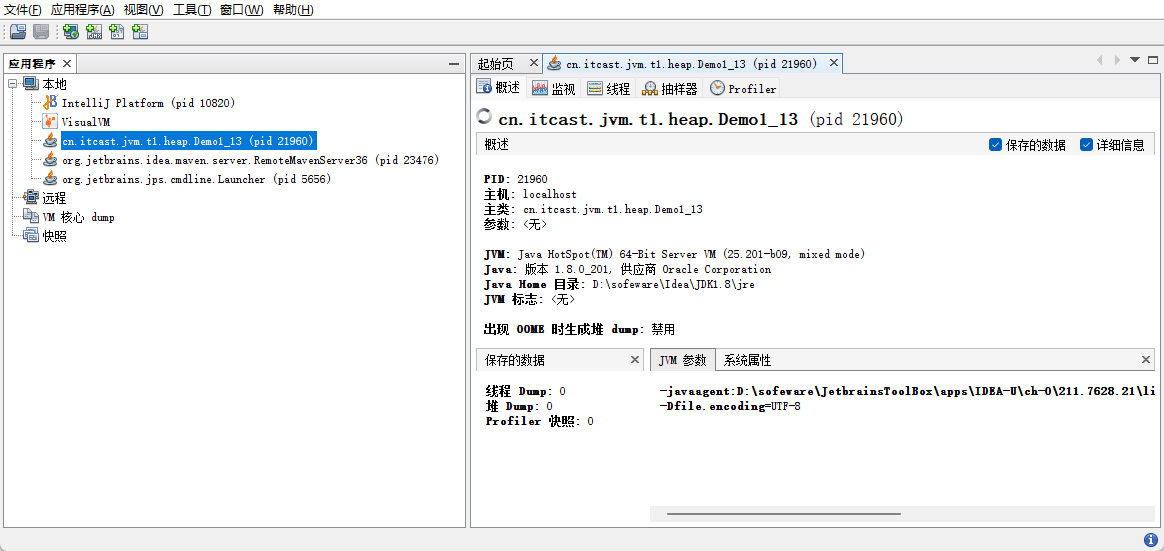 文件(F) 应用程序(A) 视图(V) 工具(T) 窗口(W) 帮助(H)
应用程序
本地
IntelliJ Platform (pid 10820)
VisualVM
cn.itcast.jvm.t1.heap.Demo1_13 (pid 21960)
org.jetbrains.idea.maven.server.RemoteMavenServer36 (pid 23476)
org.jetbrains.jps.cmdline.Launcher (pid 5656)
远程
VM 核心 dump
快照
起始页 cn.itcast.jvm.t1.heap.Demo1_13 (pid 21960)
概述 监视 线程 抽样器 Profiler
cn.itcast.jvm.t1.heap.Demo1_13 (pid 21960)
概述 保存的数据 详细信息
PID: 21960
主机: localhost
主类: cn.itcast.jvm.t1.heap.Demo1_13
参数: <无>
JVM: Java HotSpot(TM) 64-Bit Server VM (25.201-b09, mixed mode)
Java: 版本 1.8.0_201, 供应商 Oracle Corporation
Java Home 目录: D:\sofeware\Idea\JDK1.8\jre
JVM 标志: <无>
出现 OOME 时生成堆 dump: 禁用
保存的数据
线程 Dump: 0
堆 Dump: 0
Profiler 快照: 0
JVM 参数 系统属性
-javaagent:D:\sofeware\JetbrainsToolBox\apps\IDEA-U\ch-0\211.7628.21\li
-Dfile.encoding=UTF-8